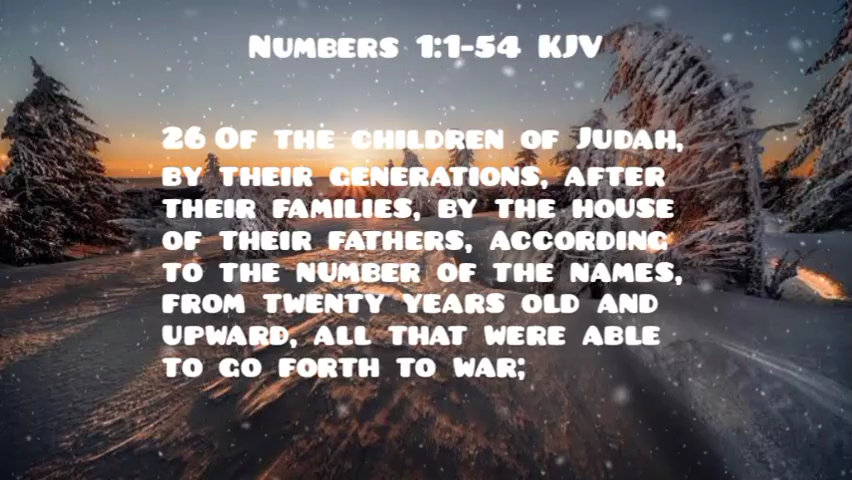 Numbers 1:1-54 KJV
26 Of the children of Judah,
by their generations, after
their families, by the house
of their fathers, according
to the number of the names,
from twenty years old and
upward, all that were able
to go forth to war;